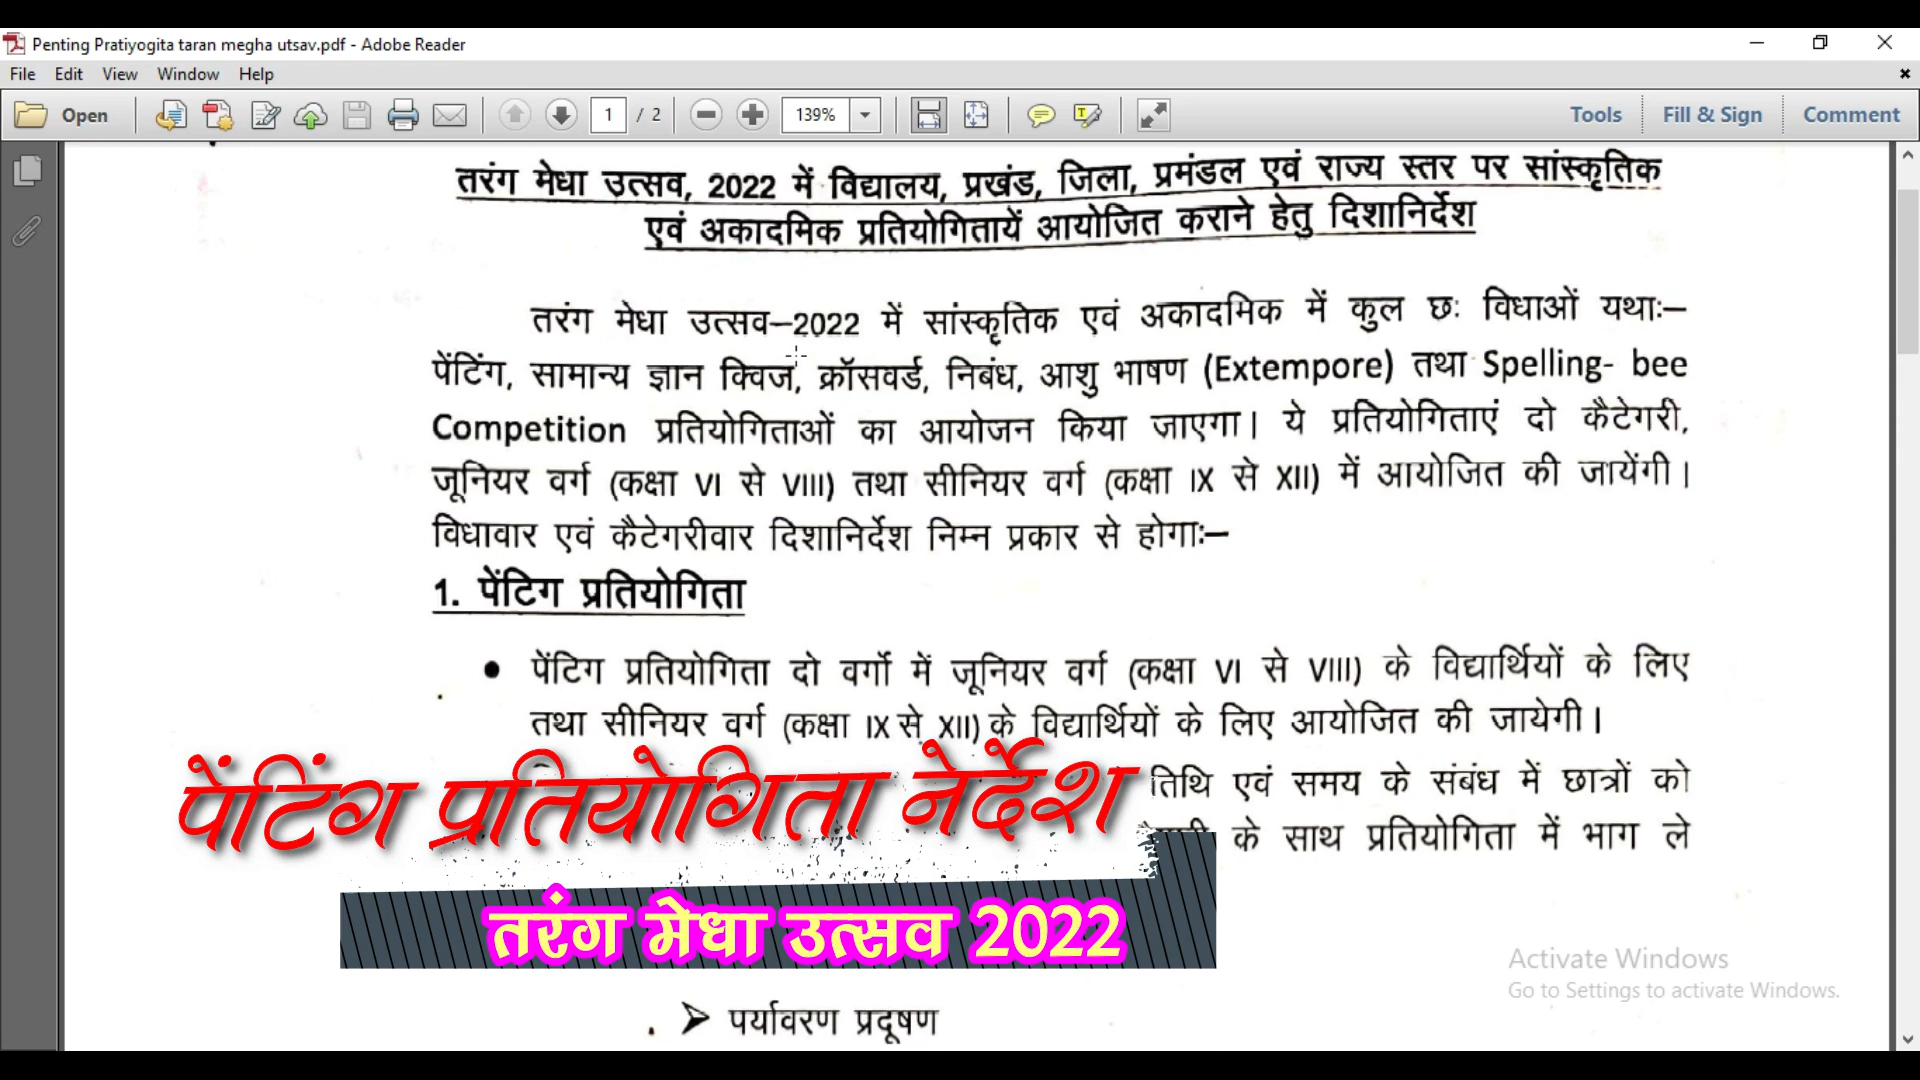 Penting Pratiyogita taran megha utsav.pdf - Adobe Reader
File Edit View Window Help
Open 1 / 2 139% Tools Fill & Sign Comment
तरंग मेधा उत्सव, 2022 में विद्यालय, प्रखंड, जिला, प्रमंडल एवं राज्य स्तर पर सांस्कृतिक
एवं अकादमिक प्रतियोगितायें आयोजित कराने हेतु दिशानिर्देश
तरंग मेधा उत्सव–2022 में सांस्कृतिक एवं अकादमिक में कुल छः विधाओं यथाः–
पेंटिंग, सामान्य ज्ञान क्विज, क्रॉसवर्ड, निबंध, आशु भाषण (Extempore) तथा Spelling- bee
Competition प्रतियोगिताओं का आयोजन किया जाएगा। ये प्रतियोगिताएं दो कैटेगरी,
जूनियर वर्ग (कक्षा VI से VIII) तथा सीनियर वर्ग (कक्षा IX से XII) में आयोजित की जायेंगी।
विधावार एवं कैटेगरीवार दिशानिर्देश निम्न प्रकार से होगाः–
1. पेंटिग प्रतियोगिता
● पेंटिग प्रतियोगिता दो वर्गो में जूनियर वर्ग (कक्षा VI से VIII) के विद्यार्थियों के लिए
तथा सीनियर वर्ग (कक्षा IX से XII) के विद्यार्थियों के लिए आयोजित की जायेगी।
तिथि एवं समय के संबंध में छात्रों को
के साथ प्रतियोगिता में भाग ले
पेंटिंग प्रतियोगिता नेर्देश
तरंग मेधा उत्सव 2022
Activate Windows
Go to Settings to activate Windows.
➢ पर्यावरण प्रदूषण